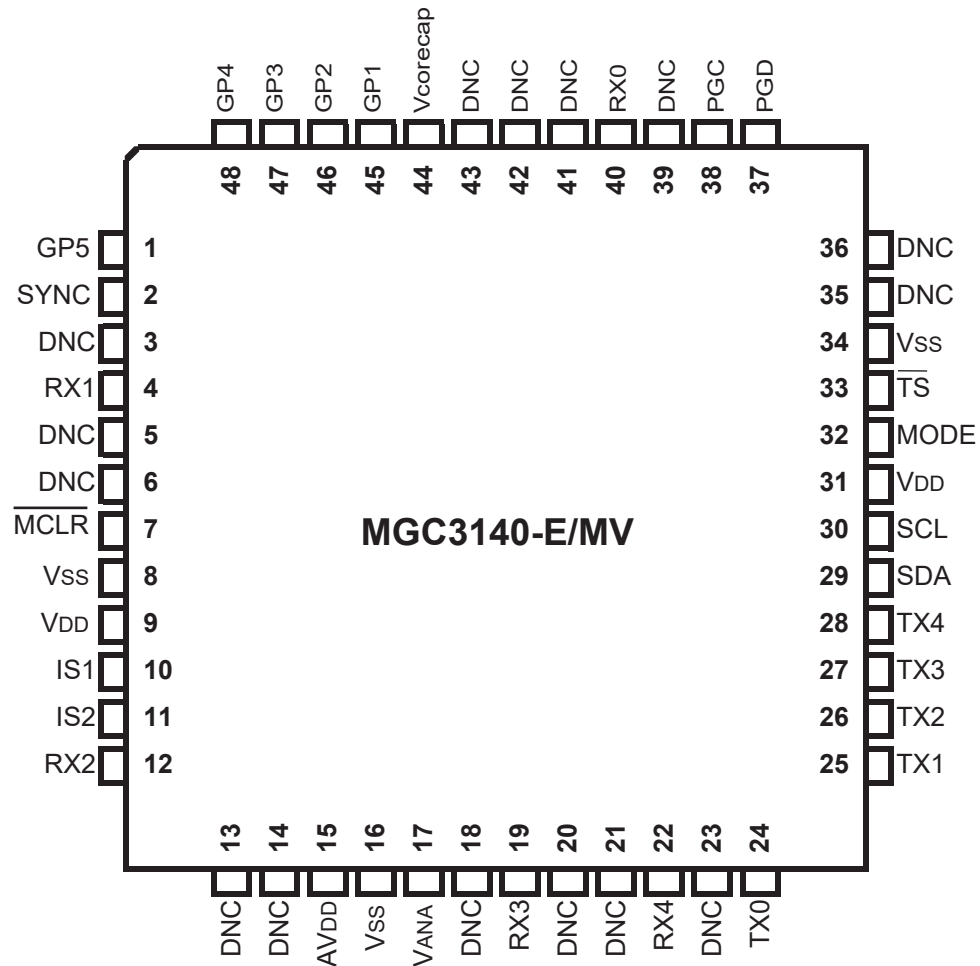 GP4 GP3 GP2 GP1 Vcorecap DNC DNC DNC RX0 DNC PGC PGD
48 47 46 45 44 43 42 41 40 39 38 37
GP5 1 36 DNC
SYNC 2 35 DNC
DNC 3 34 VSS
RX1 4 33 T̅S̅
DNC 5 32 MODE
DNC 6 31 VDD
M̅C̅L̅R̅ 7 MGC3140-E/MV 30 SCL
VSS 8 29 SDA
VDD 9 28 TX4
IS1 10 27 TX3
IS2 11 26 TX2
RX2 12 25 TX1
13 14 15 16 17 18 19 20 21 22 23 24
DNC DNC AVDD VSS VANA DNC RX3 DNC DNC RX4 DNC TX0